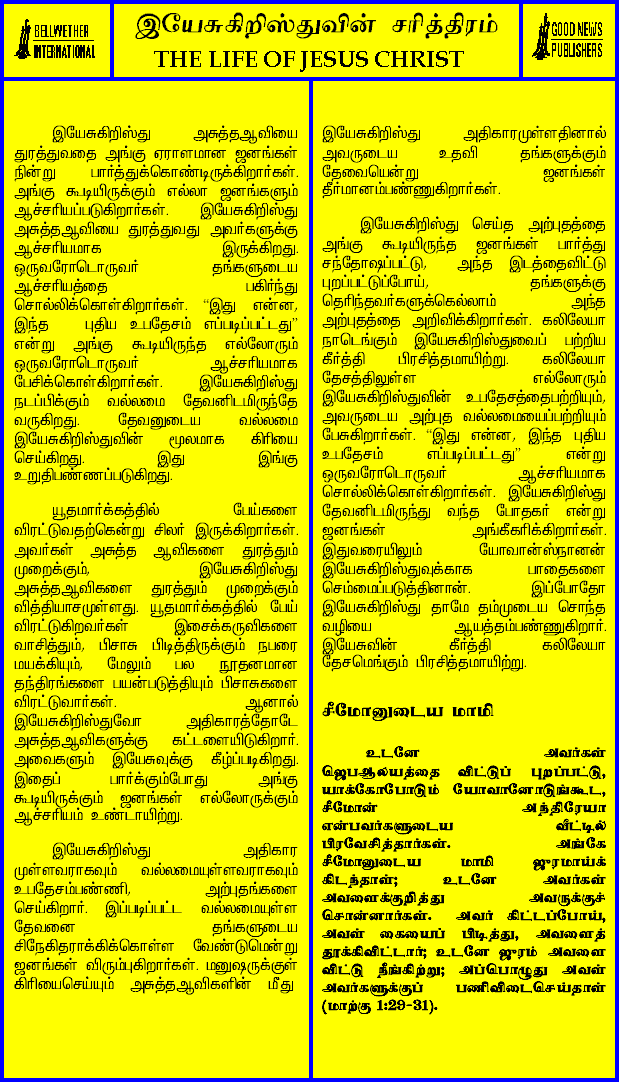 BELLWETHER
INTERNATIONAL
இயேசுகிறிஸ்துவின் சரித்திரம்
THE LIFE OF JESUS CHRIST
GOOD NEWS
PUBLISHERS
இயேசுகிறிஸ்து அசுத்தஆவியை
துரத்துவதை அங்கு ஏராளமான ஜனங்கள்
நின்று பார்த்துக்கொண்டிருக்கிறார்கள்.
அங்கு கூடியிருக்கும் எல்லா ஜனங்களும்
ஆச்சரியப்படுகிறார்கள். இயேசுகிறிஸ்து
அசுத்தஆவியை துரத்துவது அவர்களுக்கு
ஆச்சரியமாக இருக்கிறது.
ஒருவரோடொருவர் தங்களுடைய
ஆச்சரியத்தை பகிர்ந்து
சொல்லிக்கொள்கிறார்கள். “இது என்ன,
இந்த புதிய உபதேசம் எப்படிப்பட்டது”
என்று அங்கு கூடியிருந்த எல்லோரும்
ஒருவரோடொருவர் ஆச்சரியமாக
பேசிக்கொள்கிறார்கள். இயேசுகிறிஸ்து
நடப்பிக்கும் வல்லமை தேவனிடமிருந்தே
வருகிறது. தேவனுடைய வல்லமை
இயேசுகிறிஸ்துவின் மூலமாக கிரியை
செய்கிறது. இது இங்கு
உறுதிபண்ணப்படுகிறது.
யூதமார்க்கத்தில் பேய்களை
விரட்டுவதற்கென்று சிலர் இருக்கிறார்கள்.
அவர்கள் அசுத்த ஆவிகளை துரத்தும்
முறைக்கும், இயேசுகிறிஸ்து
அசுத்தஆவிகளை துரத்தும் முறைக்கும்
வித்தியாசமுள்ளது. யூதமார்க்கத்தில் பேய்
விரட்டுகிறவர்கள் இசைக்கருவிகளை
வாசித்தும், பிசாசு பிடித்திருக்கும் நபரை
மயக்கியும், மேலும் பல நூதனமான
தந்திரங்களை பயன்படுத்தியும் பிசாசுகளை
விரட்டுவார்கள். ஆனால்
இயேசுகிறிஸ்துவோ அதிகாரத்தோடே
அசுத்தஆவிகளுக்கு கட்டளையிடுகிறார்.
அவைகளும் இயேசுவுக்கு கீழ்ப்படிகிறது.
இதைப் பார்க்கும்போது அங்கு
கூடியிருக்கும் ஜனங்கள் எல்லோருக்கும்
ஆச்சரியம் உண்டாயிற்று.
இயேசுகிறிஸ்து அதிகார
முள்ளவராகவும் வல்லமையுள்ளவராகவும்
உபதேசம்பண்ணி, அற்புதங்களை
செய்கிறார். இப்படிப்பட்ட வல்லமையுள்ள
தேவனை தங்களுடைய
சிநேகிதராக்கிக்கொள்ள வேண்டுமென்று
ஜனங்கள் விரும்புகிறார்கள். மனுஷருக்குள்
கிரியைசெய்யும் அசுத்தஆவிகளின் மீது
இயேசுகிறிஸ்து அதிகாரமுள்ளதினால்
அவருடைய உதவி தங்களுக்கும்
தேவையென்று ஜனங்கள்
தீர்மானம்பண்ணுகிறார்கள்.
இயேசுகிறிஸ்து செய்த அற்புதத்தை
அங்கு கூடியிருந்த ஜனங்கள் பார்த்து
சந்தோஷப்பட்டு, அந்த இடத்தைவிட்டு
புறப்பட்டுப்போய், தங்களுக்கு
தெரிந்தவர்களுக்கெல்லாம் அந்த
அற்புதத்தை அறிவிக்கிறார்கள். கலிலேயா
நாடெங்கும் இயேசுகிறிஸ்துவைப் பற்றிய
கீர்த்தி பிரசித்தமாயிற்று. கலிலேயா
தேசத்திலுள்ள எல்லோரும்
இயேசுகிறிஸ்துவின் உபதேசத்தைபற்றியும்,
அவருடைய அற்புத வல்லமையைப்பற்றியும்
பேசுகிறார்கள். “இது என்ன, இந்த புதிய
உபதேசம் எப்படிப்பட்டது” என்று
ஒருவரோடொருவர் ஆச்சரியமாக
சொல்லிக்கொள்கிறார்கள். இயேசுகிறிஸ்து
தேவனிடமிருந்து வந்த போதகர் என்று
ஜனங்கள் அங்கீகரிக்கிறார்கள்.
இதுவரையிலும் யோவான்ஸ்நானன்
இயேசுகிறிஸ்துவுக்காக பாதைகளை
செம்மைப்படுத்தினான். இப்போதோ
இயேசுகிறிஸ்து தாமே தம்முடைய சொந்த
வழியை ஆயத்தம்பண்ணுகிறார்.
இயேசுவின் கீர்த்தி கலிலேயா
தேசமெங்கும் பிரசித்தமாயிற்று.
சீமோனுடைய மாமி
உடனே அவர்கள்
ஜெபஆலயத்தை விட்டுப் புறப்பட்டு,
யாக்கோபோடும் யோவானோடுங்கூட,
சீமோன் அந்திரேயா
என்பவர்களுடைய வீட்டில்
பிரவேசித்தார்கள். அங்கே
சீமோனுடைய மாமி ஜுரமாய்க்
கிடந்தாள்; உடனே அவர்கள்
அவளைக்குறித்து அவருக்குச்
சொன்னார்கள். அவர் கிட்டப்போய்,
அவள் கையைப் பிடித்து, அவளைத்
தூக்கிவிட்டார்; உடனே ஜுரம் அவளை
விட்டு நீங்கிற்று; அப்பொழுது அவள்
அவர்களுக்குப் பணிவிடைசெய்தாள்
(மாற்கு 1:29-31).